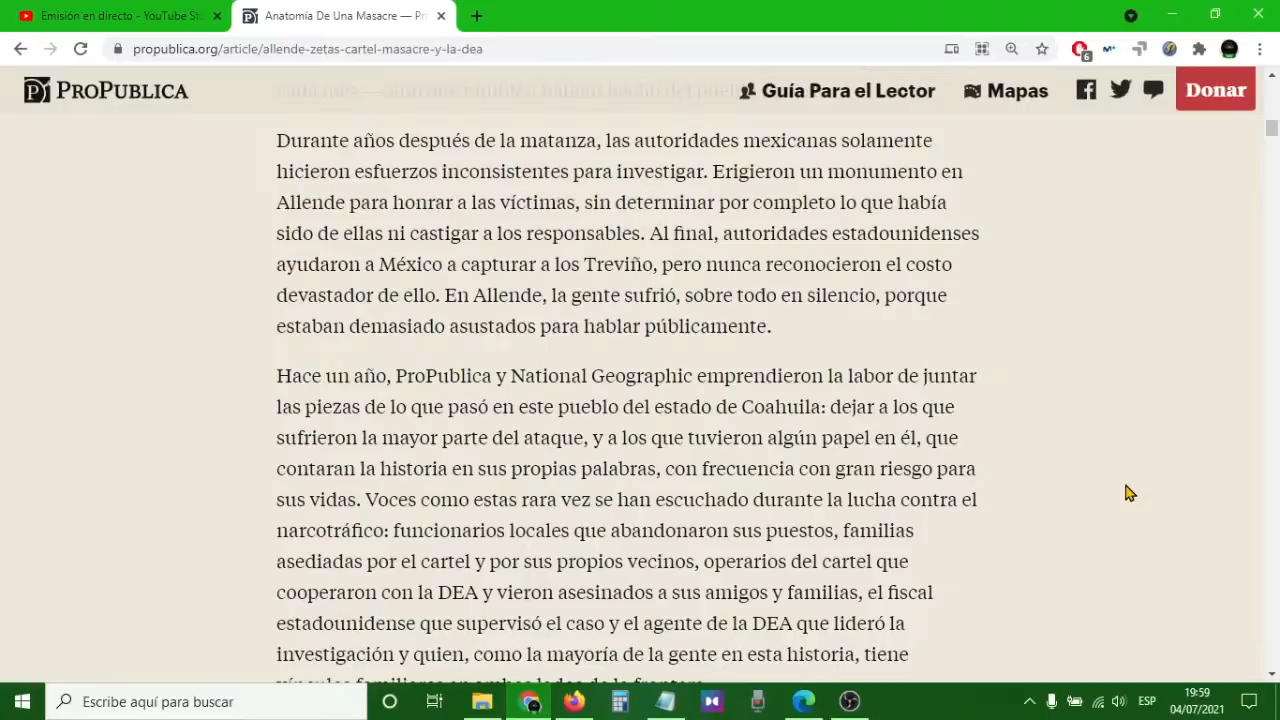 Emisión en directo - YouTube St
Anatomía De Una Masacre — Pr
propublica.org/article/allende-zetas-cartel-masacre-y-la-dea
6
PROPUBLICA
Guía Para el Lector
Mapas
Donar
Durante años después de la matanza, las autoridades mexicanas solamente
hicieron esfuerzos inconsistentes para investigar. Erigieron un monumento en
Allende para honrar a las víctimas, sin determinar por completo lo que había
sido de ellas ni castigar a los responsables. Al final, autoridades estadounidenses
ayudaron a México a capturar a los Treviño, pero nunca reconocieron el costo
devastador de ello. En Allende, la gente sufrió, sobre todo en silencio, porque
estaban demasiado asustados para hablar públicamente.
Hace un año, ProPublica y National Geographic emprendieron la labor de juntar
las piezas de lo que pasó en este pueblo del estado de Coahuila: dejar a los que
sufrieron la mayor parte del ataque, y a los que tuvieron algún papel en él, que
contaran la historia en sus propias palabras, con frecuencia con gran riesgo para
sus vidas. Voces como estas rara vez se han escuchado durante la lucha contra el
narcotráfico: funcionarios locales que abandonaron sus puestos, familias
asediadas por el cartel y por sus propios vecinos, operarios del cartel que
cooperaron con la DEA y vieron asesinados a sus amigos y familias, el fiscal
estadounidense que supervisó el caso y el agente de la DEA que lideró la
investigación y quien, como la mayoría de la gente en esta historia, tiene
Escribe aquí para buscar
ESP
19:59
04/07/2021